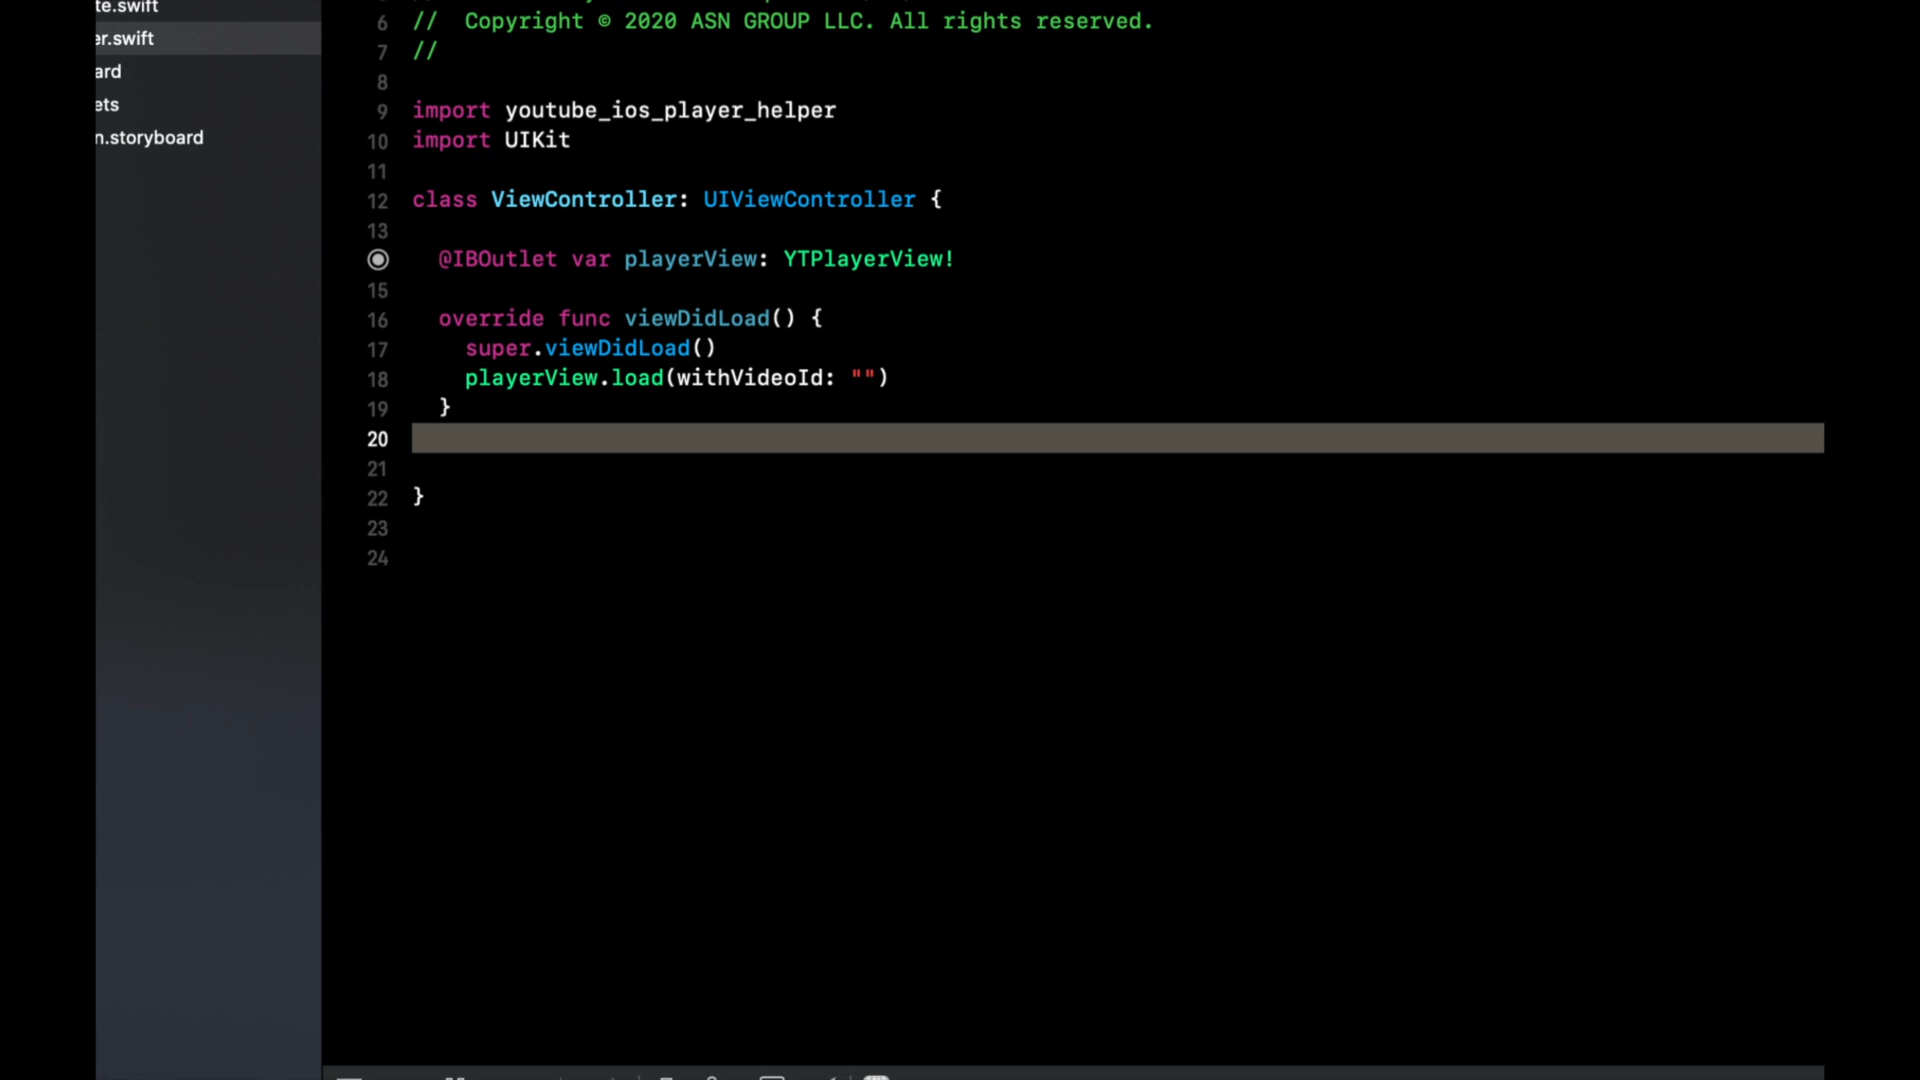 te.swift
er.swift
ard
ets
n.storyboard
6 //  Copyright © 2020 ASN GROUP LLC. All rights reserved.
7 //
8
9 import youtube_ios_player_helper
10 import UIKit
11
12 class ViewController: UIViewController {
13
@IBOutlet var playerView: YTPlayerView!
15
16 override func viewDidLoad() {
17 super.viewDidLoad()
18 playerView.load(withVideoId: "")
19 }
20
21
22 }
23
24